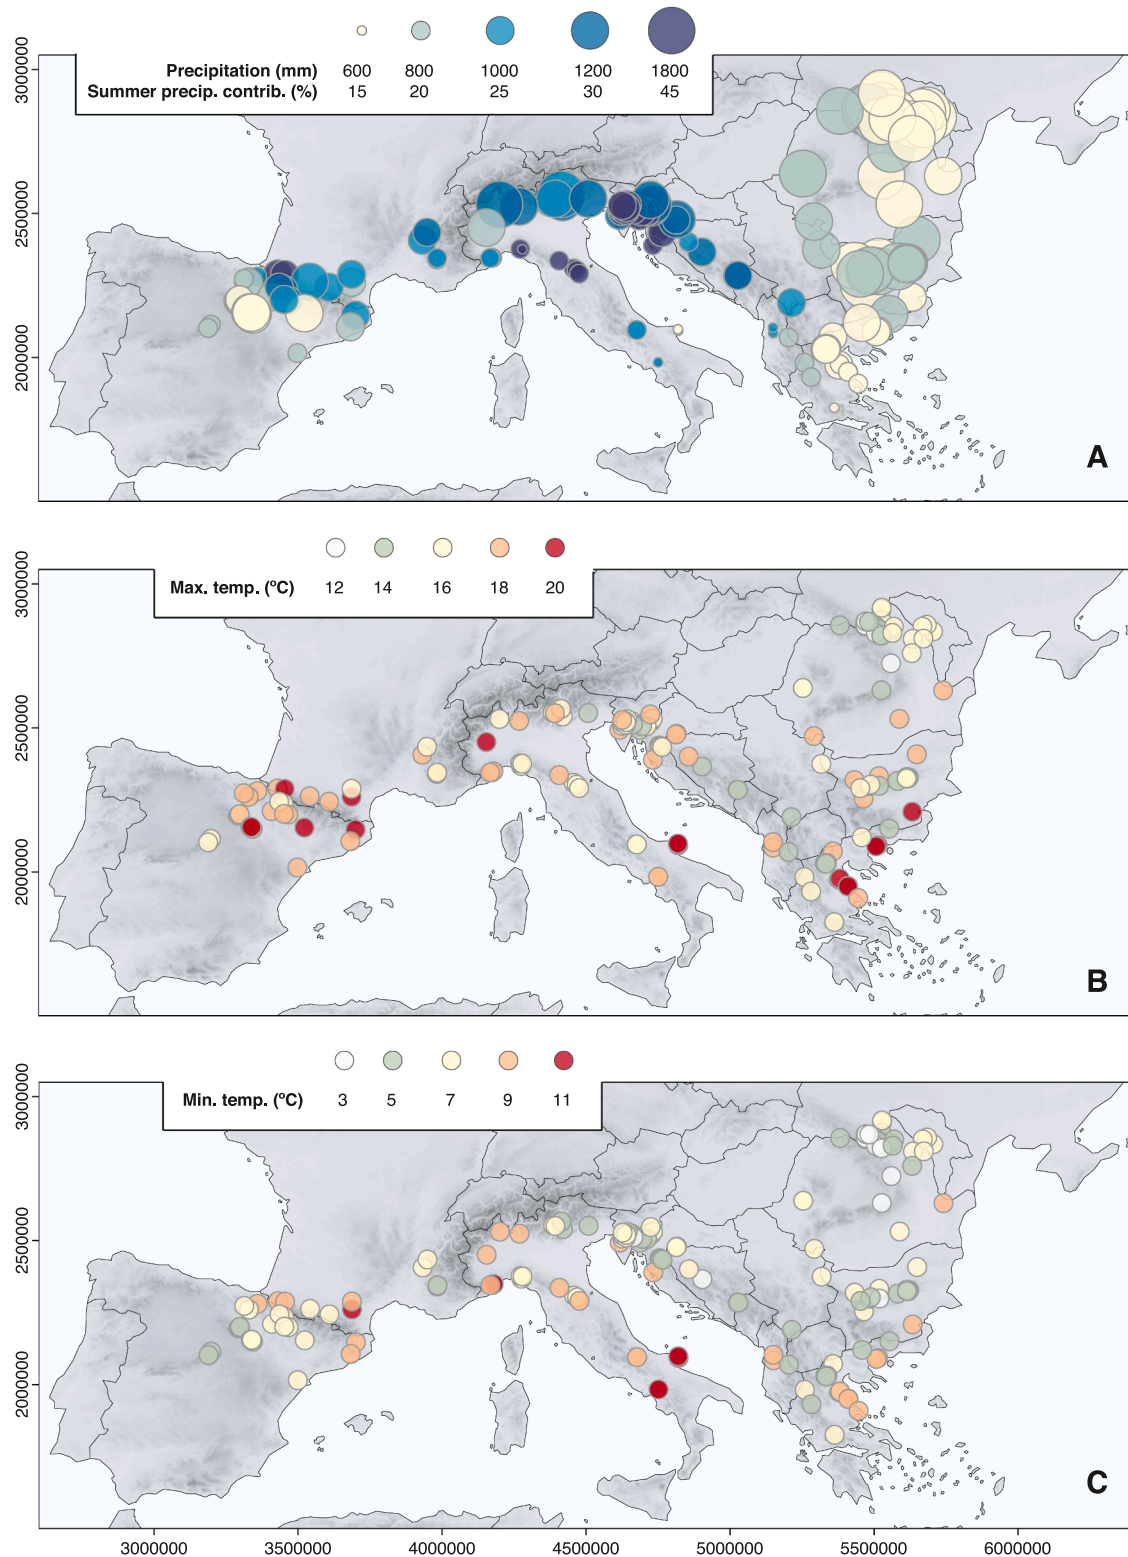 Precipitation (mm) 600 800 1000 1200 1800
Summer precip. contrib. (%) 15 20 25 30 45
3000000
2500000
2000000
A
Max. temp. (ºC) 12 14 16 18 20
3000000
2500000
2000000
B
Min. temp. (ºC) 3 5 7 9 11
3000000
2500000
2000000
C
3000000 3500000 4000000 4500000 5000000 5500000 6000000